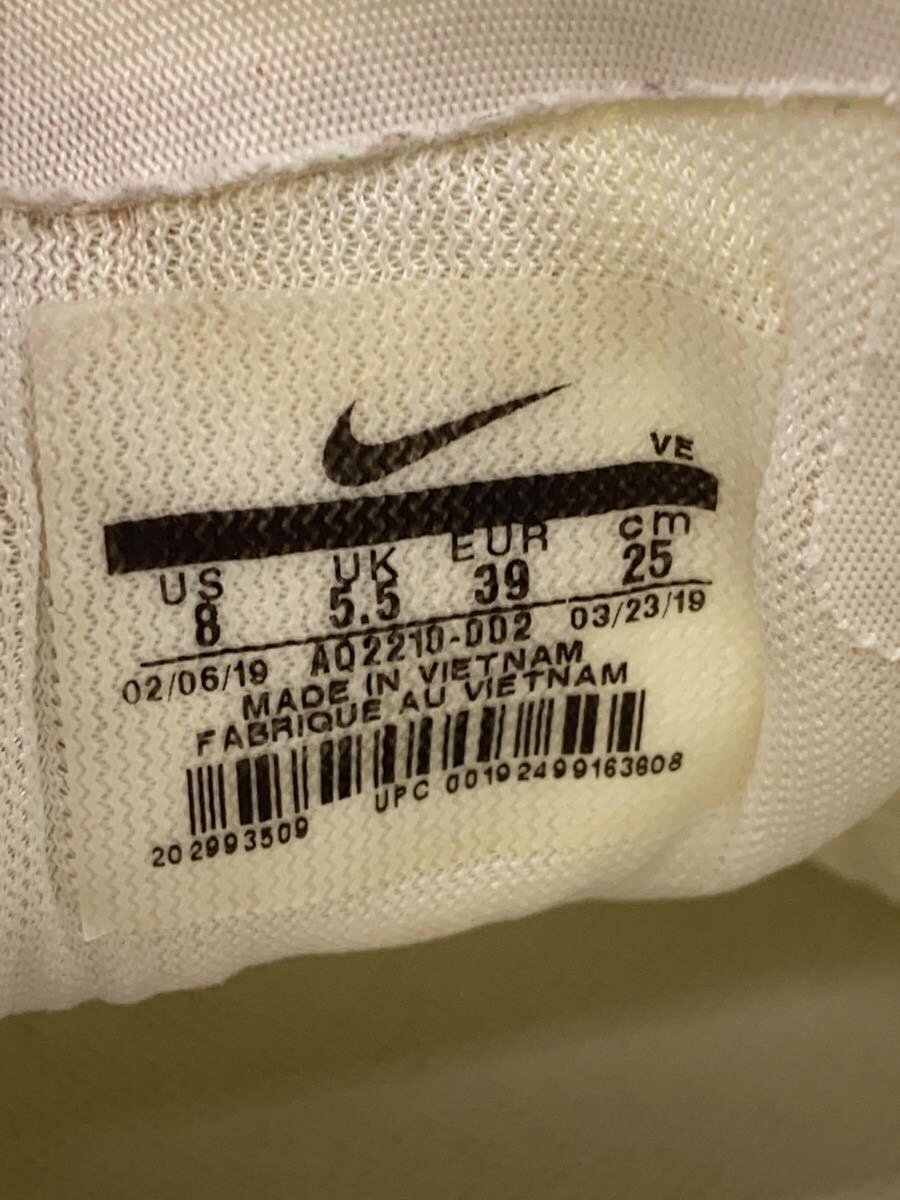 VE
US UK EUR cm
8 5.5 39 25
02/06/19 AQ2210-002 03/23/19
MADE IN VIETNAM
FABRIQUE AU VIETNAM
UPC 00192499163608
202993509